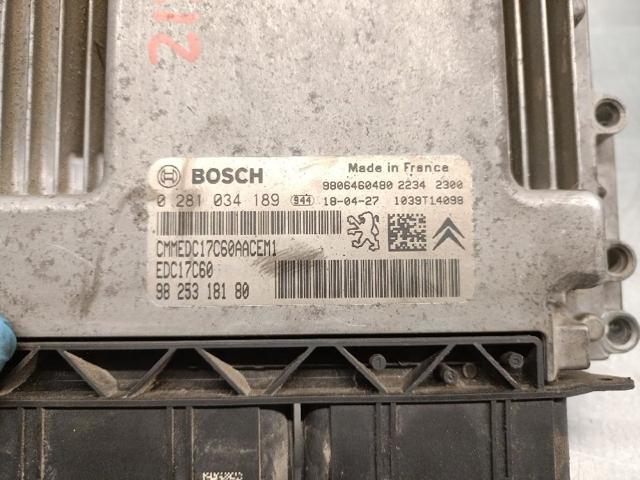 BOSCH
Made in France
9806460480 2234 2300
0 281 034 189 944 18-04-27 1039T14098
CMMEDC17C60AACEM1
EDC17C60
98 253 181 80